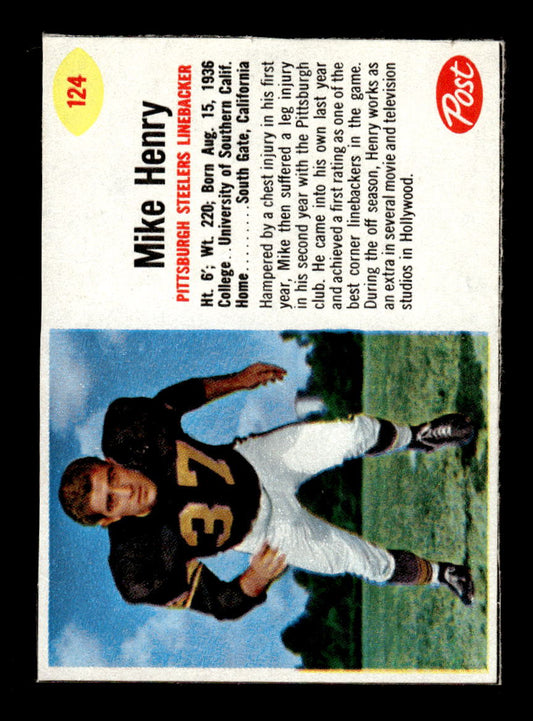 124
Mike Henry
PITTSBURGH STEELERS LINEBACKER
Ht. 6'; Wt. 220; Born Aug. 15, 1936
College . . University of Southern Calif.
Home . . . . . . . . . South Gate, California
Hampered by a chest injury in his first
year, Mike then suffered a leg injury
in his second year with the Pittsburgh
club. He came into his own last year
and achieved a first rating as one of the
best corner linebackers in the game.
During the off season, Henry works as
an extra in several movie and television
studios in Hollywood.
Post
37